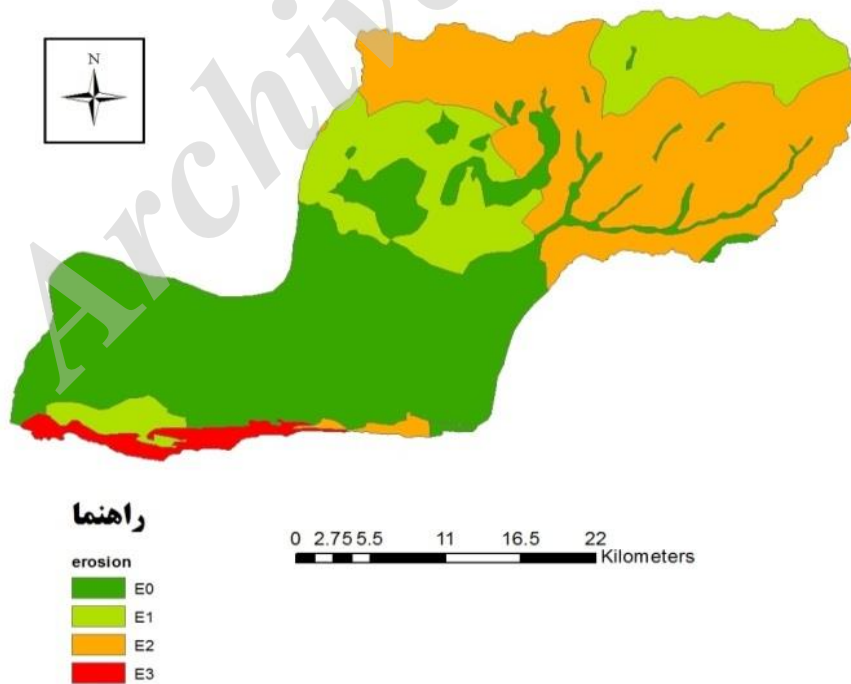 Archive
N
راهنما
0 2.75 5.5 11 16.5 22
Kilometers
erosion
E0
E1
E2
E3